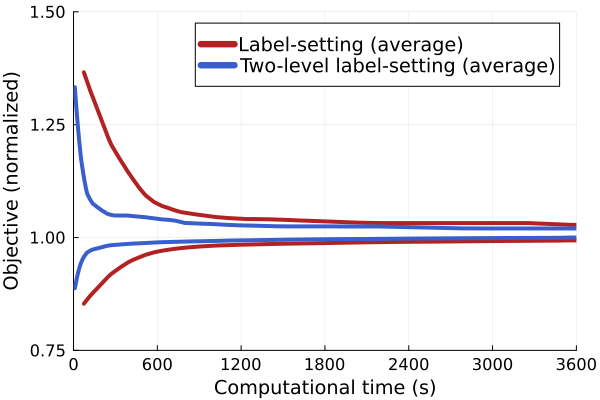 1.50
1.25
1.00
0.75
Objective (normalized)
Label-setting (average)
Two-level label-setting (average)
0 600 1200 1800 2400 3000 3600
Computational time (s)